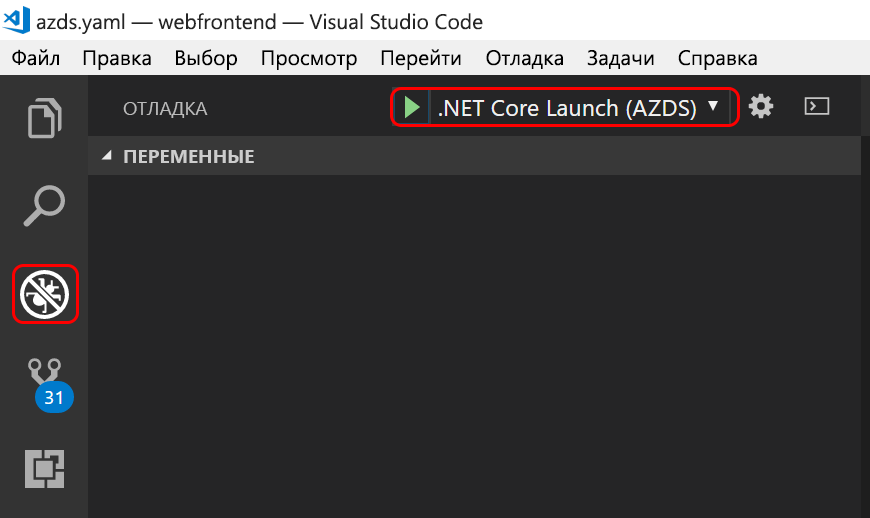 azds.yaml — webfrontend — Visual Studio Code
Файл Правка Выбор Просмотр Перейти Отладка Задачи Справка
ОТЛАДКА .NET Core Launch (AZDS)
ПЕРЕМЕННЫЕ
31